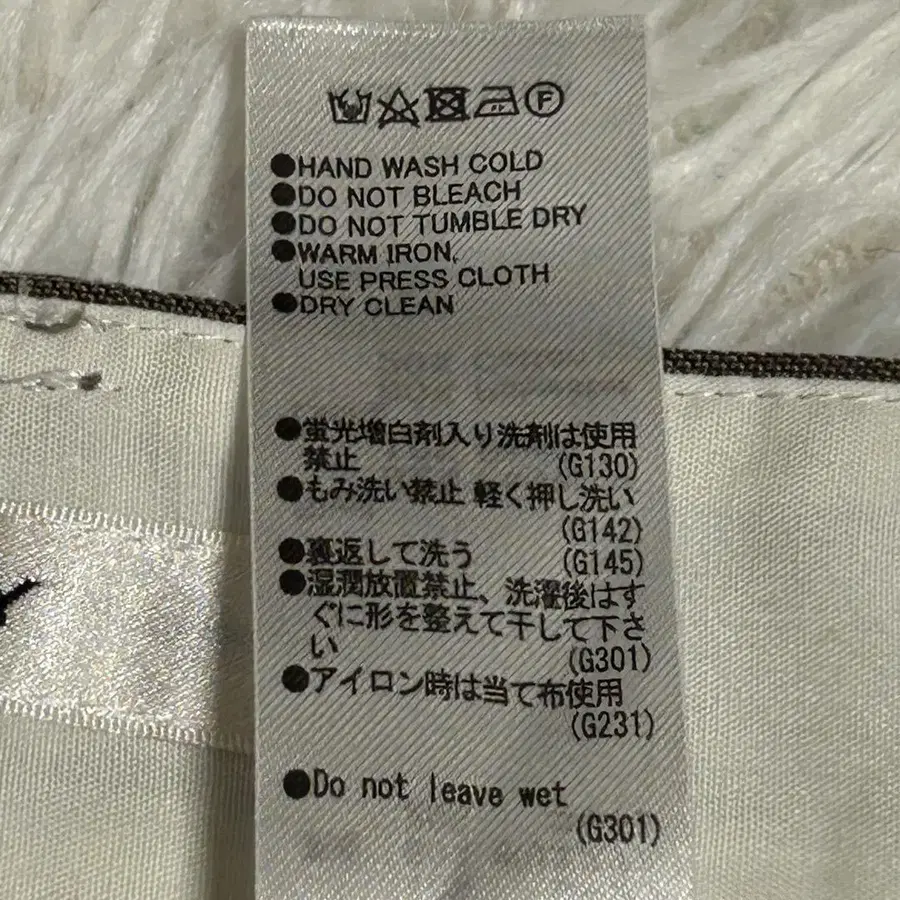 F
●HAND WASH COLD
●DO NOT BLEACH
●DO NOT TUMBLE DRY
●WARM IRON,
USE PRESS CLOTH
●DRY CLEAN
●蛍光増白剤入り洗剤は使用
禁止 (G130)
●もみ洗い禁止 軽く押し洗い
(G142)
●裏返して洗う (G145)
●湿潤放置禁止、洗濯後はす
ぐに形を整えて干して下さ
い (G301)
●アイロン時は当て布使用
(G231)
●Do not leave wet
(G301)